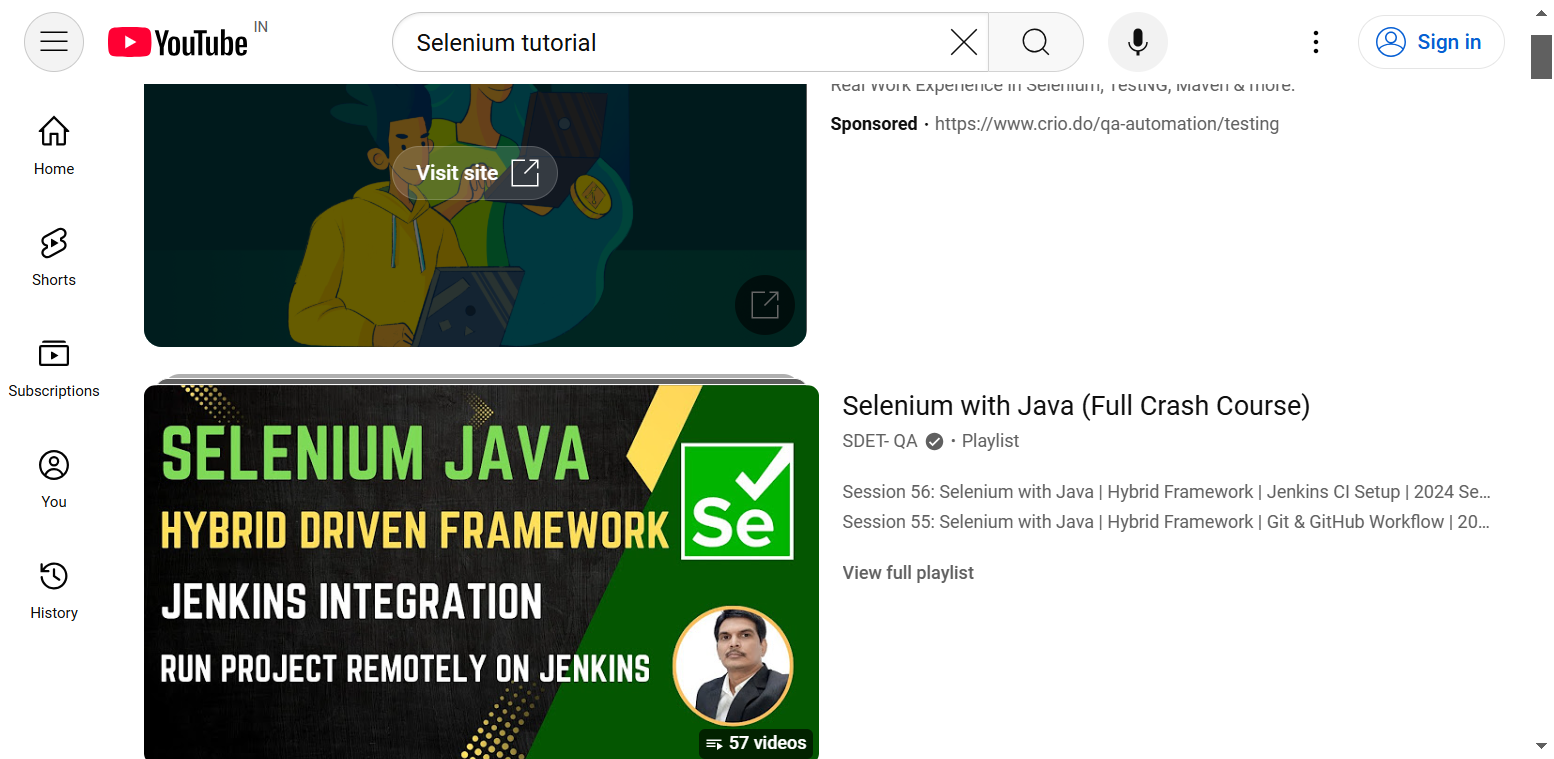 YouTube IN
Selenium tutorial
Sign in
Home
Shorts
Subscriptions
You
History
Visit site
Real Work Experience in Selenium, TestNG, Maven & more.
Sponsored · https://www.crio.do/qa-automation/testing
SELENIUM JAVA
HYBRID DRIVEN FRAMEWORK
JENKINS INTEGRATION
RUN PROJECT REMOTELY ON JENKINS
Se
57 videos
Selenium with Java (Full Crash Course)
SDET- QA · Playlist
Session 56: Selenium with Java | Hybrid Framework | Jenkins CI Setup | 2024 Se...
Session 55: Selenium with Java | Hybrid Framework | Git & GitHub Workflow | 20...
View full playlist